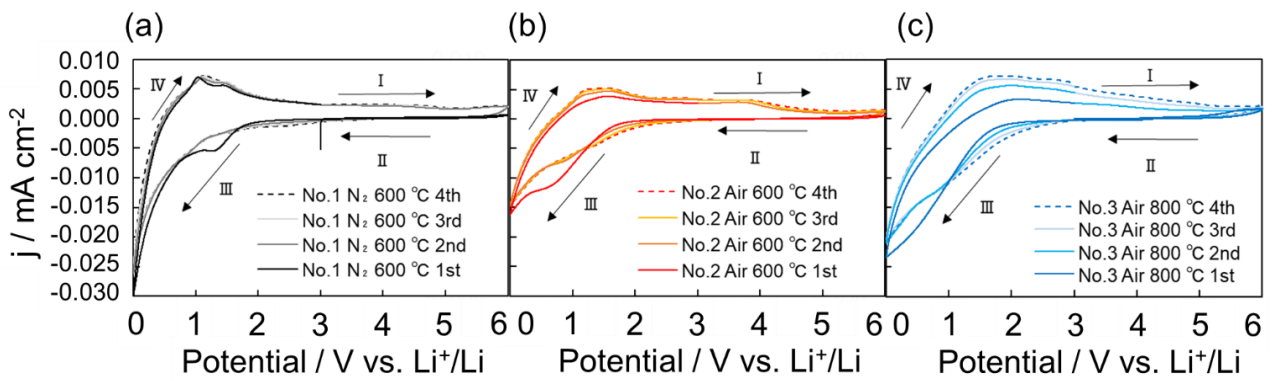 (a)
(b)
(c)
j / mA cm-2
0.010
0.005
0.000
-0.005
-0.010
-0.015
-0.020
-0.025
-0.030
Ⅳ
Ⅰ
Ⅱ
Ⅲ
No.1 N₂ 600 ℃ 4th
No.1 N₂ 600 ℃ 3rd
No.1 N₂ 600 ℃ 2nd
No.1 N₂ 600 ℃ 1st
0 1 2 3 4 5 6
Potential / V vs. Li⁺/Li
Ⅳ
Ⅰ
Ⅱ
Ⅲ
No.2 Air 600 ℃ 4th
No.2 Air 600 ℃ 3rd
No.2 Air 600 ℃ 2nd
No.2 Air 600 ℃ 1st
0 1 2 3 4 5 6
Potential / V vs. Li⁺/Li
Ⅳ
Ⅰ
Ⅱ
Ⅲ
No.3 Air 800 ℃ 4th
No.3 Air 800 ℃ 3rd
No.3 Air 800 ℃ 2nd
No.3 Air 800 ℃ 1st
0 1 2 3 4 5 6
Potential / V vs. Li⁺/Li